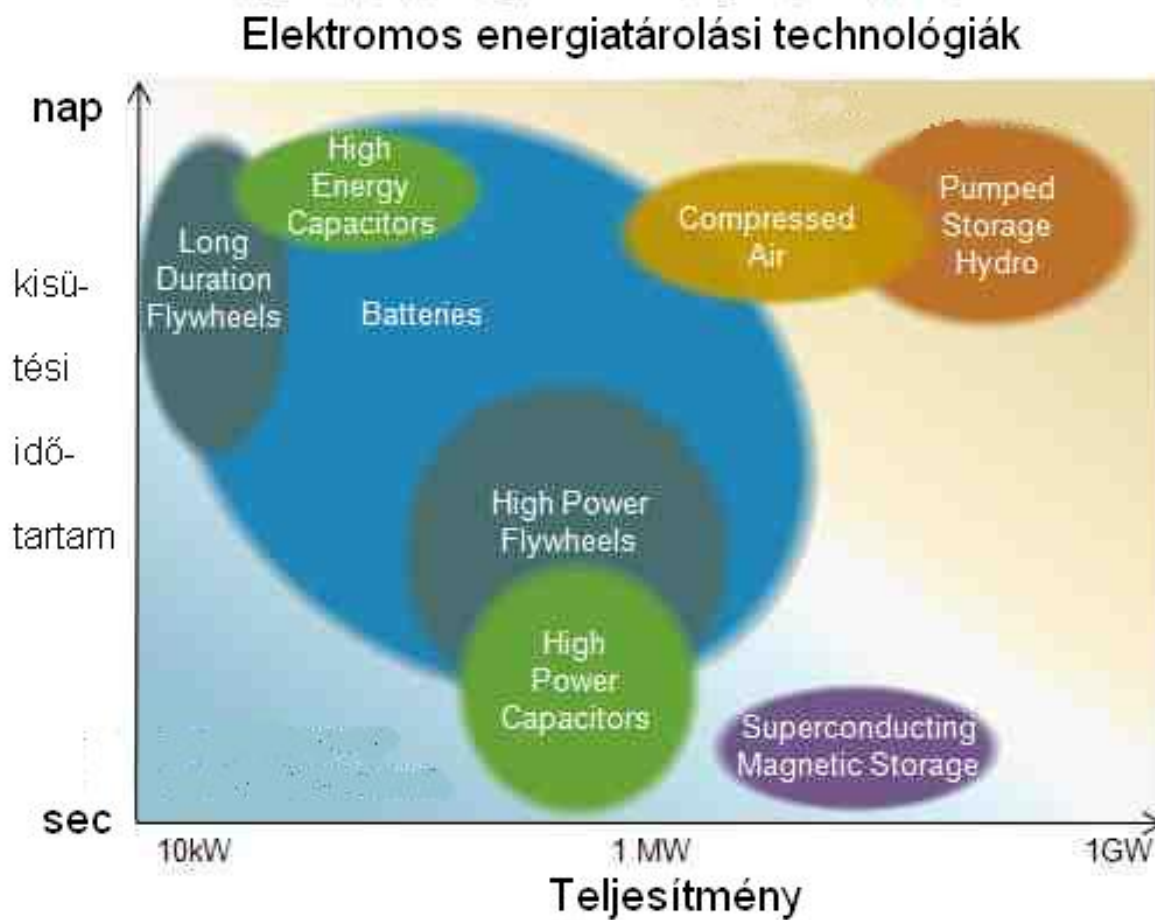 Elektromos energiatárolási technológiák
nap
kisü-
tési
idő-
tartam
sec
High
Energy
Capacitors
Long
Duration
Flywheels
Batteries
Compressed
Air
Pumped
Storage
Hydro
High Power
Flywheels
High
Power
Capacitors
Superconducting
Magnetic Storage
10kW
1 MW
1GW
Teljesítmény